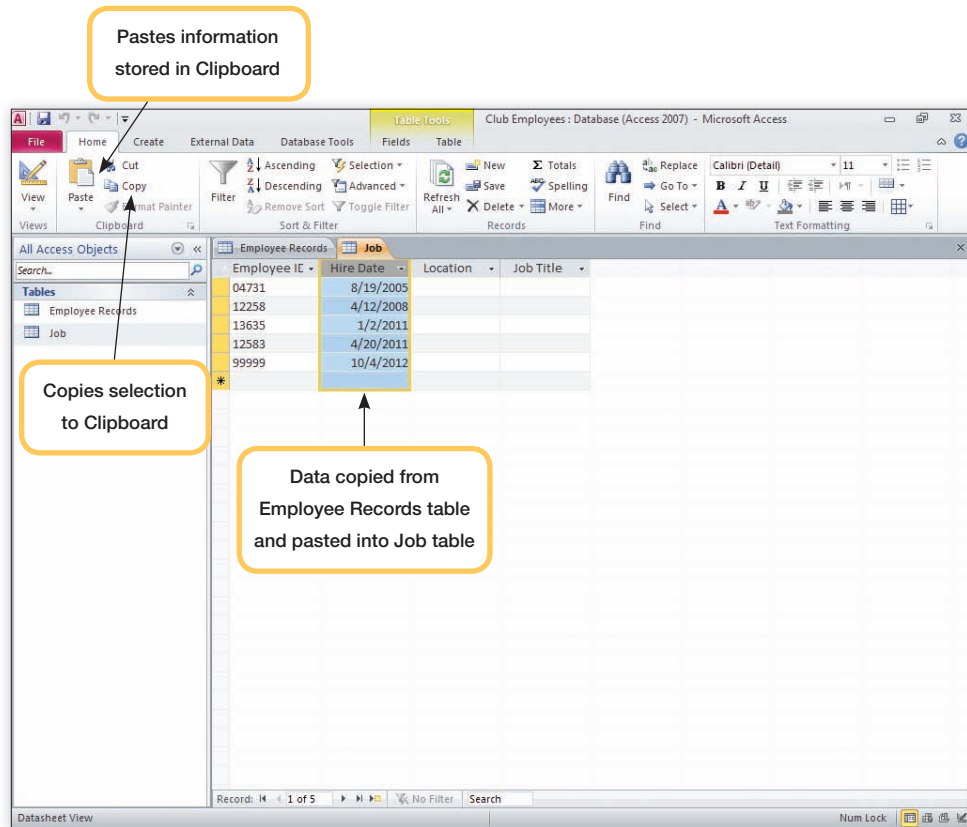 Pastes information
stored in Clipboard
Table Tools
Club Employees : Database (Access 2007) - Microsoft Access
File Home Create External Data Database Tools Fields Table
View
Views
Paste
Cut
Copy
Format Painter
Clipboard
Filter
Ascending
Descending
Remove Sort
Selection
Advanced
Toggle Filter
Sort & Filter
Refresh
All
New
Save
Delete
Totals
Spelling
More
Records
Find
Replace
Go To
Select
Find
Calibri (Detail) 11
B I U
A
Text Formatting
All Access Objects
Search...
Tables
Employee Records
Job
Employee Records Job
Employee ID Hire Date Location Job Title
04731 8/19/2005
12258 4/12/2008
13635 1/2/2011
12583 4/20/2011
99999 10/4/2012
Copies selection
to Clipboard
Data copied from
Employee Records table
and pasted into Job table
Record: 1 of 5 No Filter Search
Datasheet View Num Lock